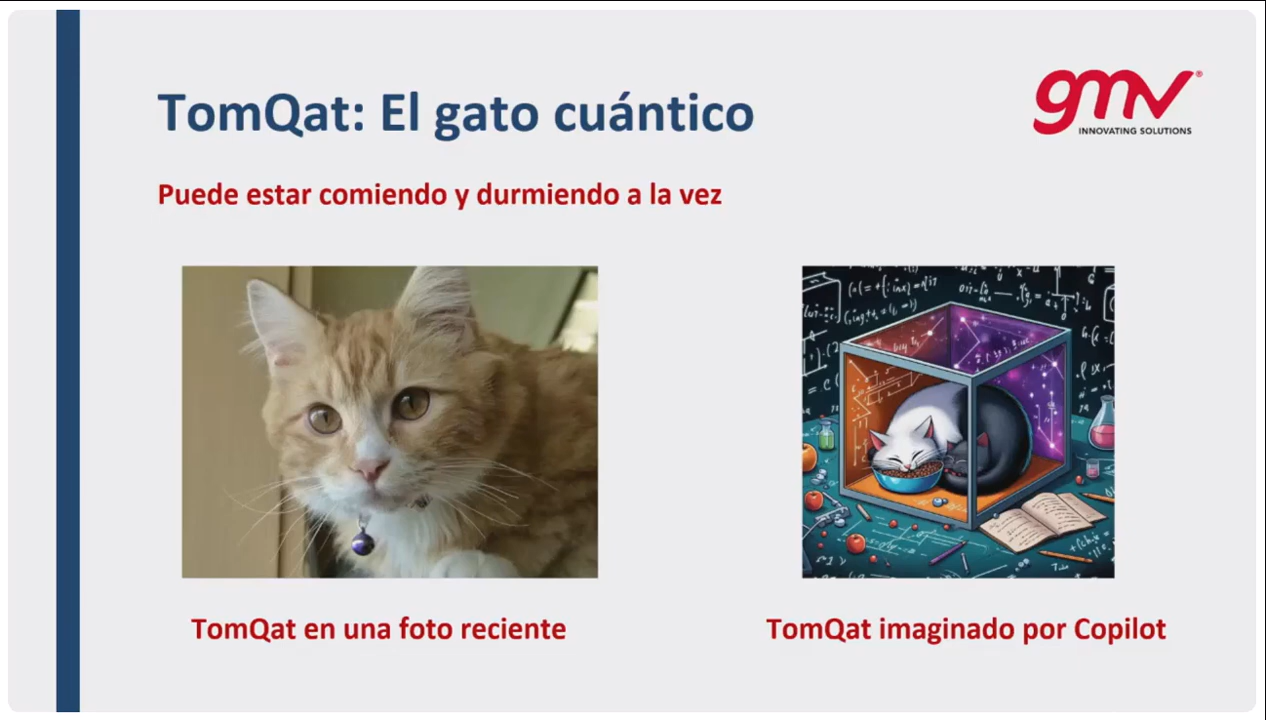 TomQat: El gato cuántico
gmv®
INNOVATING SOLUTIONS
Puede estar comiendo y durmiendo a la vez
TomQat en una foto reciente
TomQat imaginado por Copilot